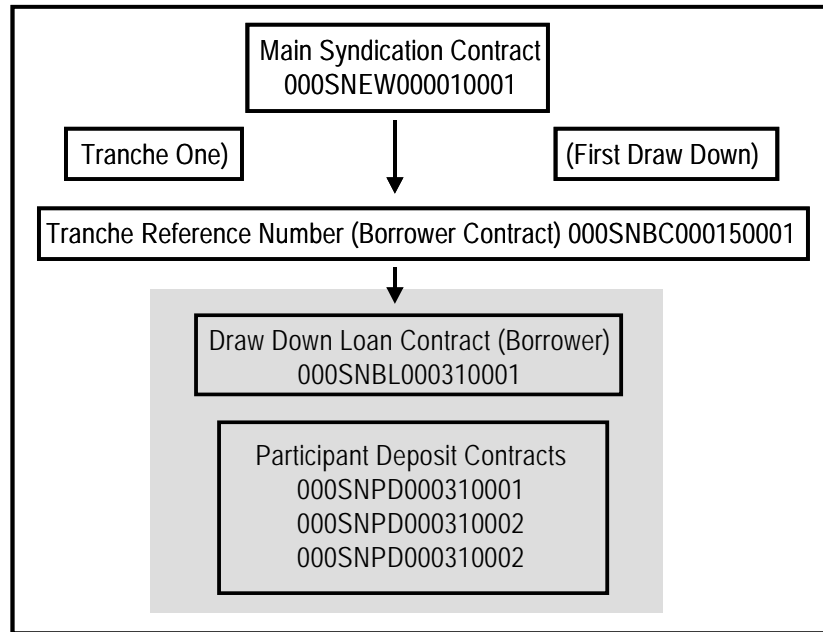 Main Syndication Contract
000SNEW000010001
Tranche One)
(First Draw Down)
Tranche Reference Number (Borrower Contract) 000SNBC000150001
Draw Down Loan Contract (Borrower)
000SNBL000310001
Participant Deposit Contracts
000SNPD000310001
000SNPD000310002
000SNPD000310002